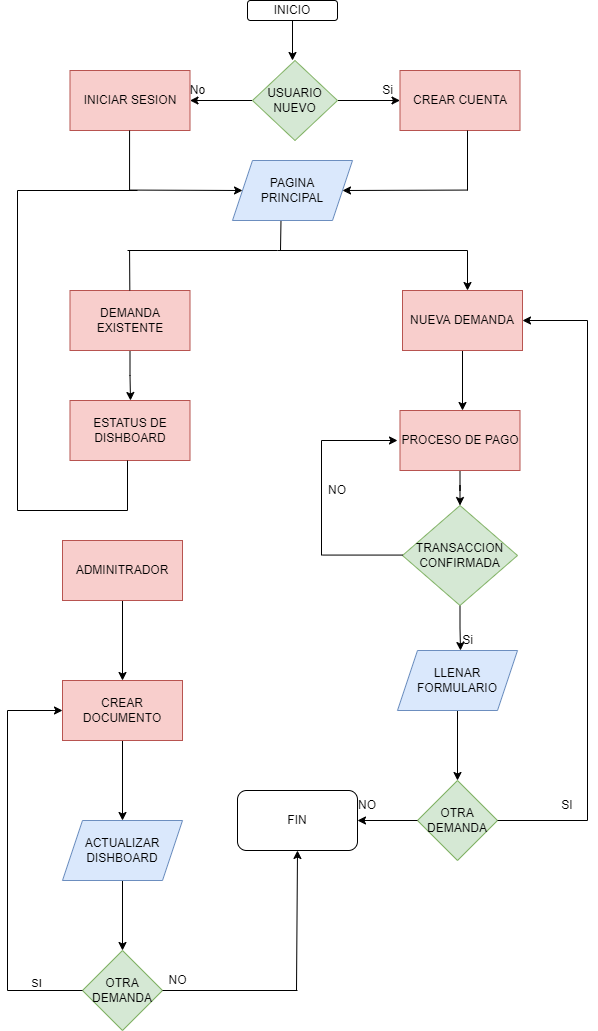 INICIO
USUARIO
NUEVO
No
Si
INICIAR SESION
CREAR CUENTA
PAGINA
PRINCIPAL
DEMANDA
EXISTENTE
NUEVA DEMANDA
ESTATUS DE
DISHBOARD
PROCESO DE PAGO
NO
TRANSACCION
CONFIRMADA
Si
LLENAR
FORMULARIO
OTRA
DEMANDA
NO
SI
FIN
ADMINITRADOR
CREAR
DOCUMENTO
ACTUALIZAR
DISHBOARD
OTRA
DEMANDA
SI
NO